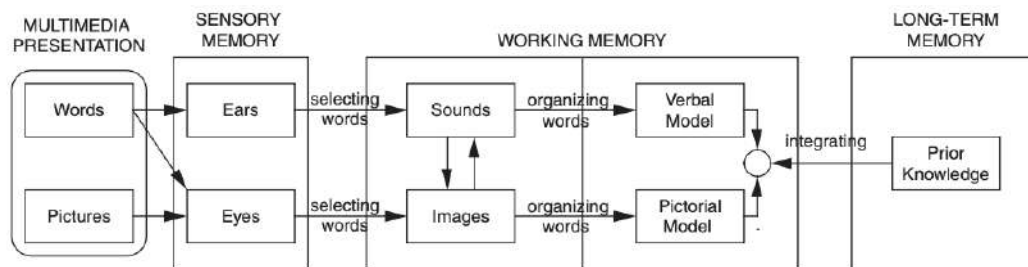 MULTIMEDIA
PRESENTATION
SENSORY
MEMORY
WORKING MEMORY
LONG-TERM
MEMORY
Words
Ears
selecting
words
Sounds
organizing
words
Verbal
Model
integrating
Prior
Knowledge
Pictures
Eyes
selecting
words
Images
organizing
words
Pictorial
Model